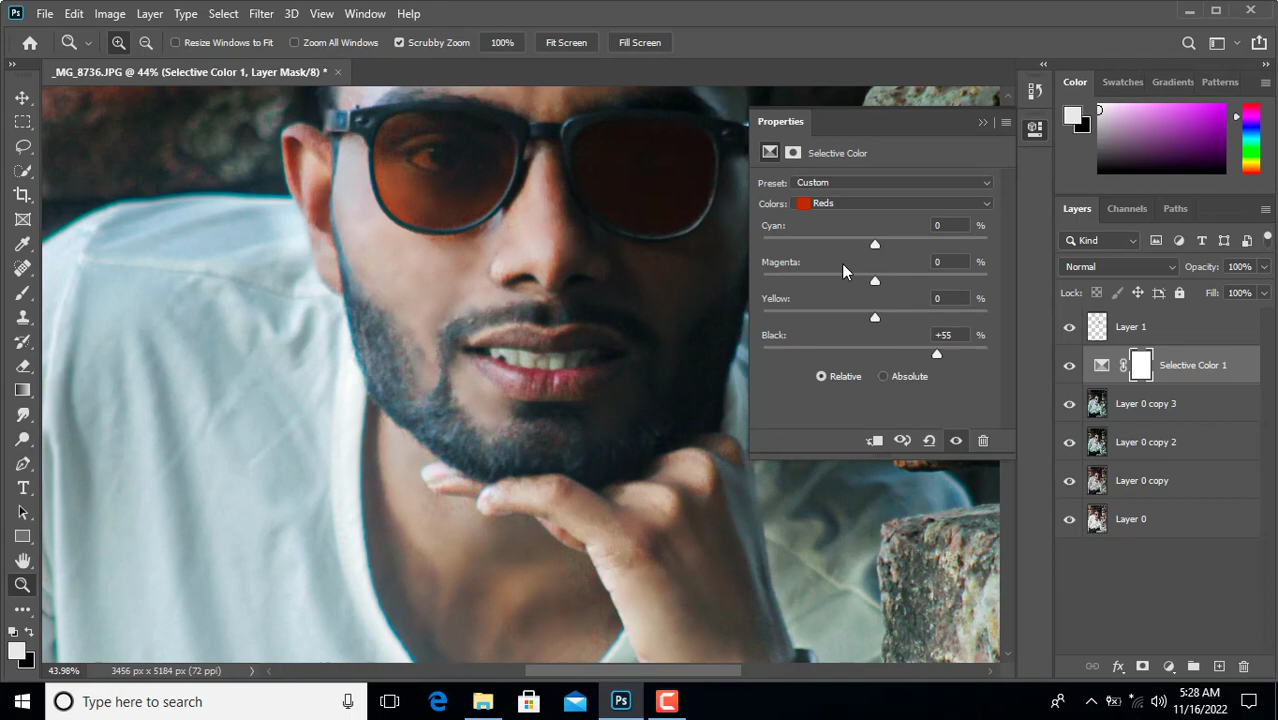 Ps File Edit Image Layer Type Select Filter 3D View Window Help
Resize Windows to Fit Zoom All Windows Scrubby Zoom 100% Fit Screen Fill Screen
_MG_8736.JPG @ 44% (Selective Color 1, Layer Mask/8) *
Color Swatches Gradients Patterns
Properties
Selective Color
Preset: Custom
Colors: Reds
Cyan: 0 %
Magenta: 0 %
Yellow: 0 %
Black: +55 %
Relative Absolute
Layers Channels Paths
Kind
Normal Opacity: 100%
Lock: Fill: 100%
Layer 1
Selective Color 1
Layer 0 copy 3
Layer 0 copy 2
Layer 0 copy
Layer 0
43.98% 3456 px x 5184 px (72 ppi)
Type here to search
Ps
5:28 AM
11/16/2022